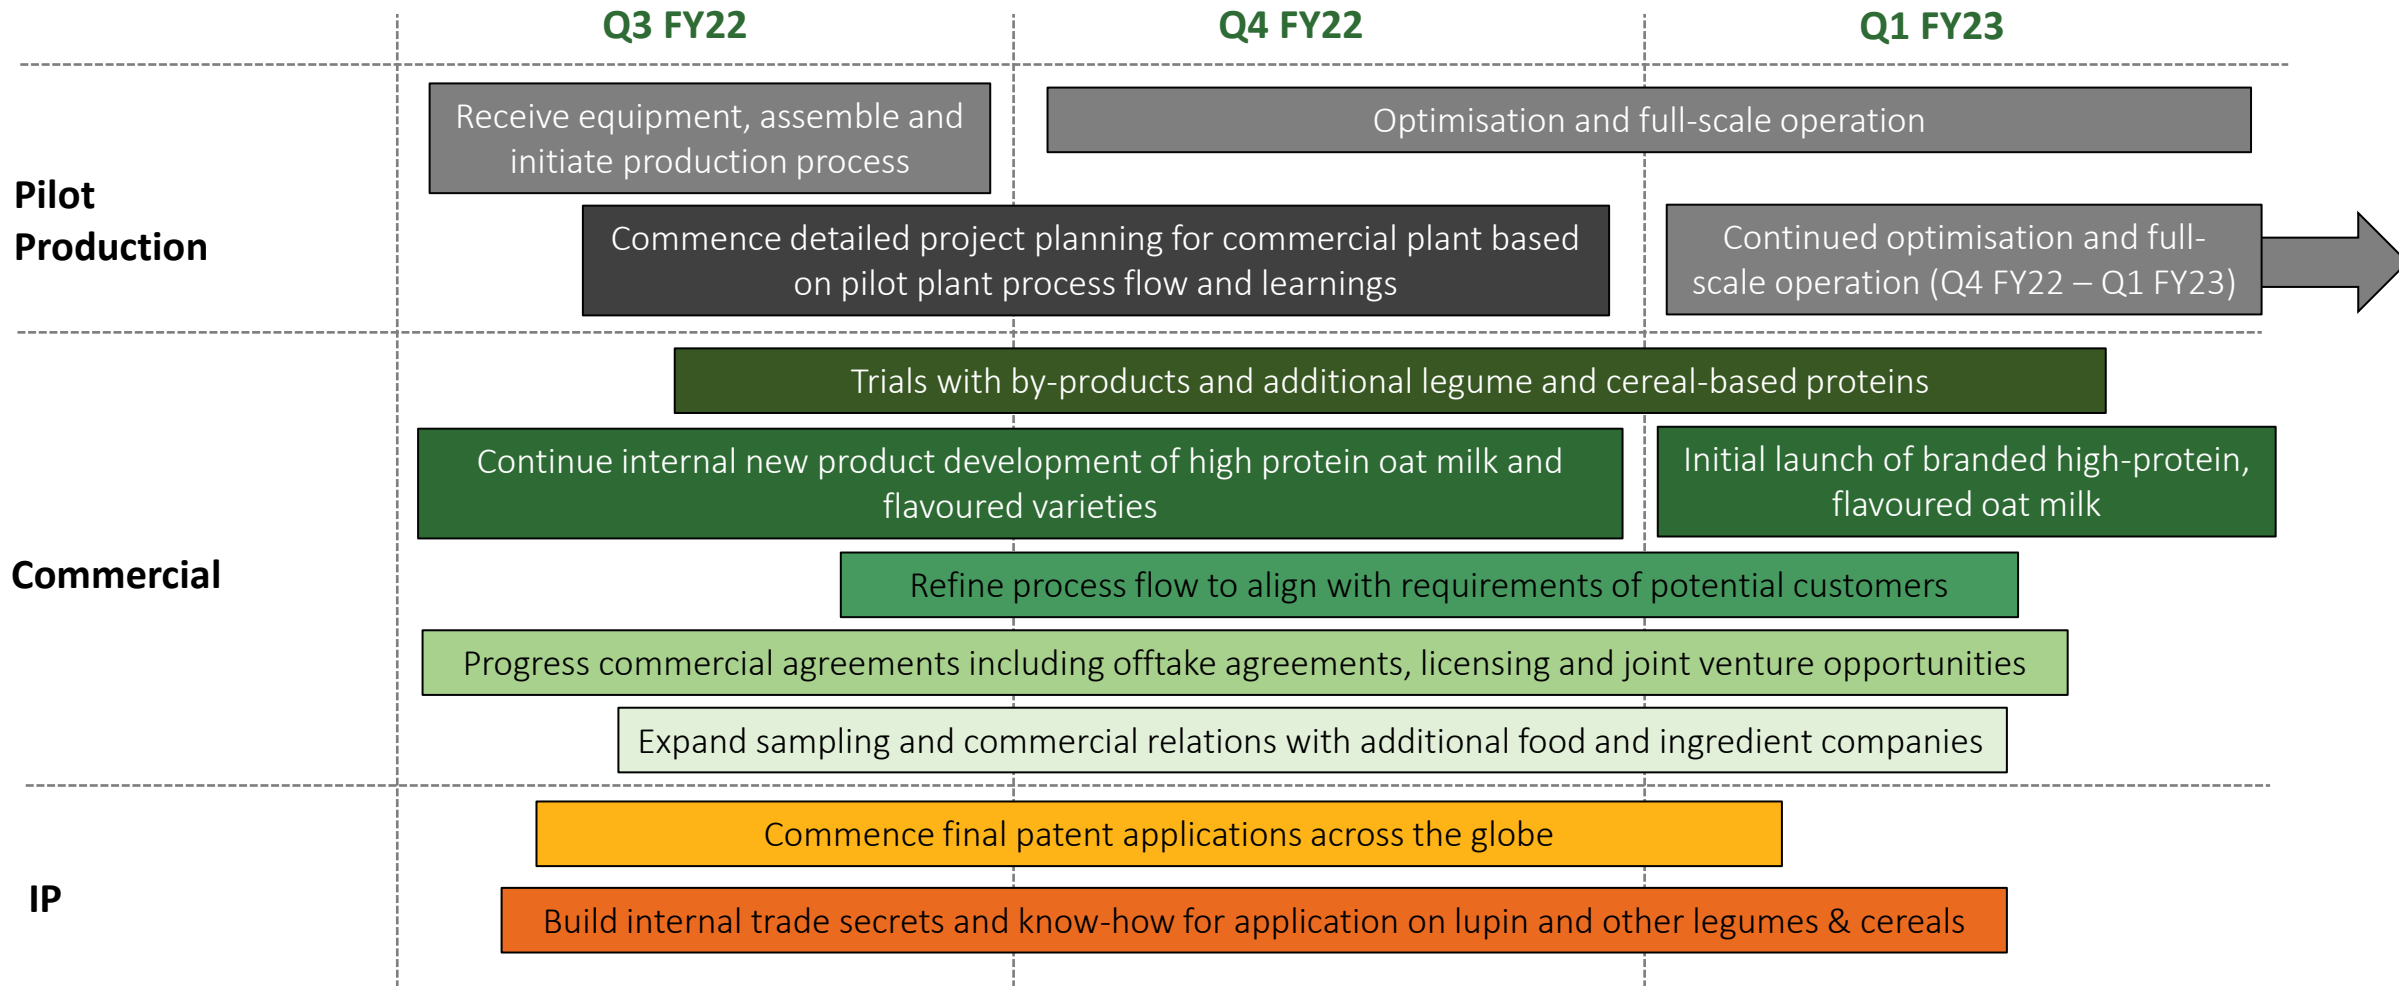 Q3 FY22
Q4 FY22
Q1 FY23
Pilot
Production
Receive equipment, assemble and
initiate production process
Optimisation and full-scale operation
Commence detailed project planning for commercial plant based
on pilot plant process flow and learnings
Continued optimisation and full-
scale operation (Q4 FY22 – Q1 FY23)
Commercial
Trials with by-products and additional legume and cereal-based proteins
Continue internal new product development of high protein oat milk and
flavoured varieties
Initial launch of branded high-protein,
flavoured oat milk
Refine process flow to align with requirements of potential customers
Progress commercial agreements including offtake agreements, licensing and joint venture opportunities
Expand sampling and commercial relations with additional food and ingredient companies
IP
Commence final patent applications across the globe
Build internal trade secrets and know-how for application on lupin and other legumes & cereals